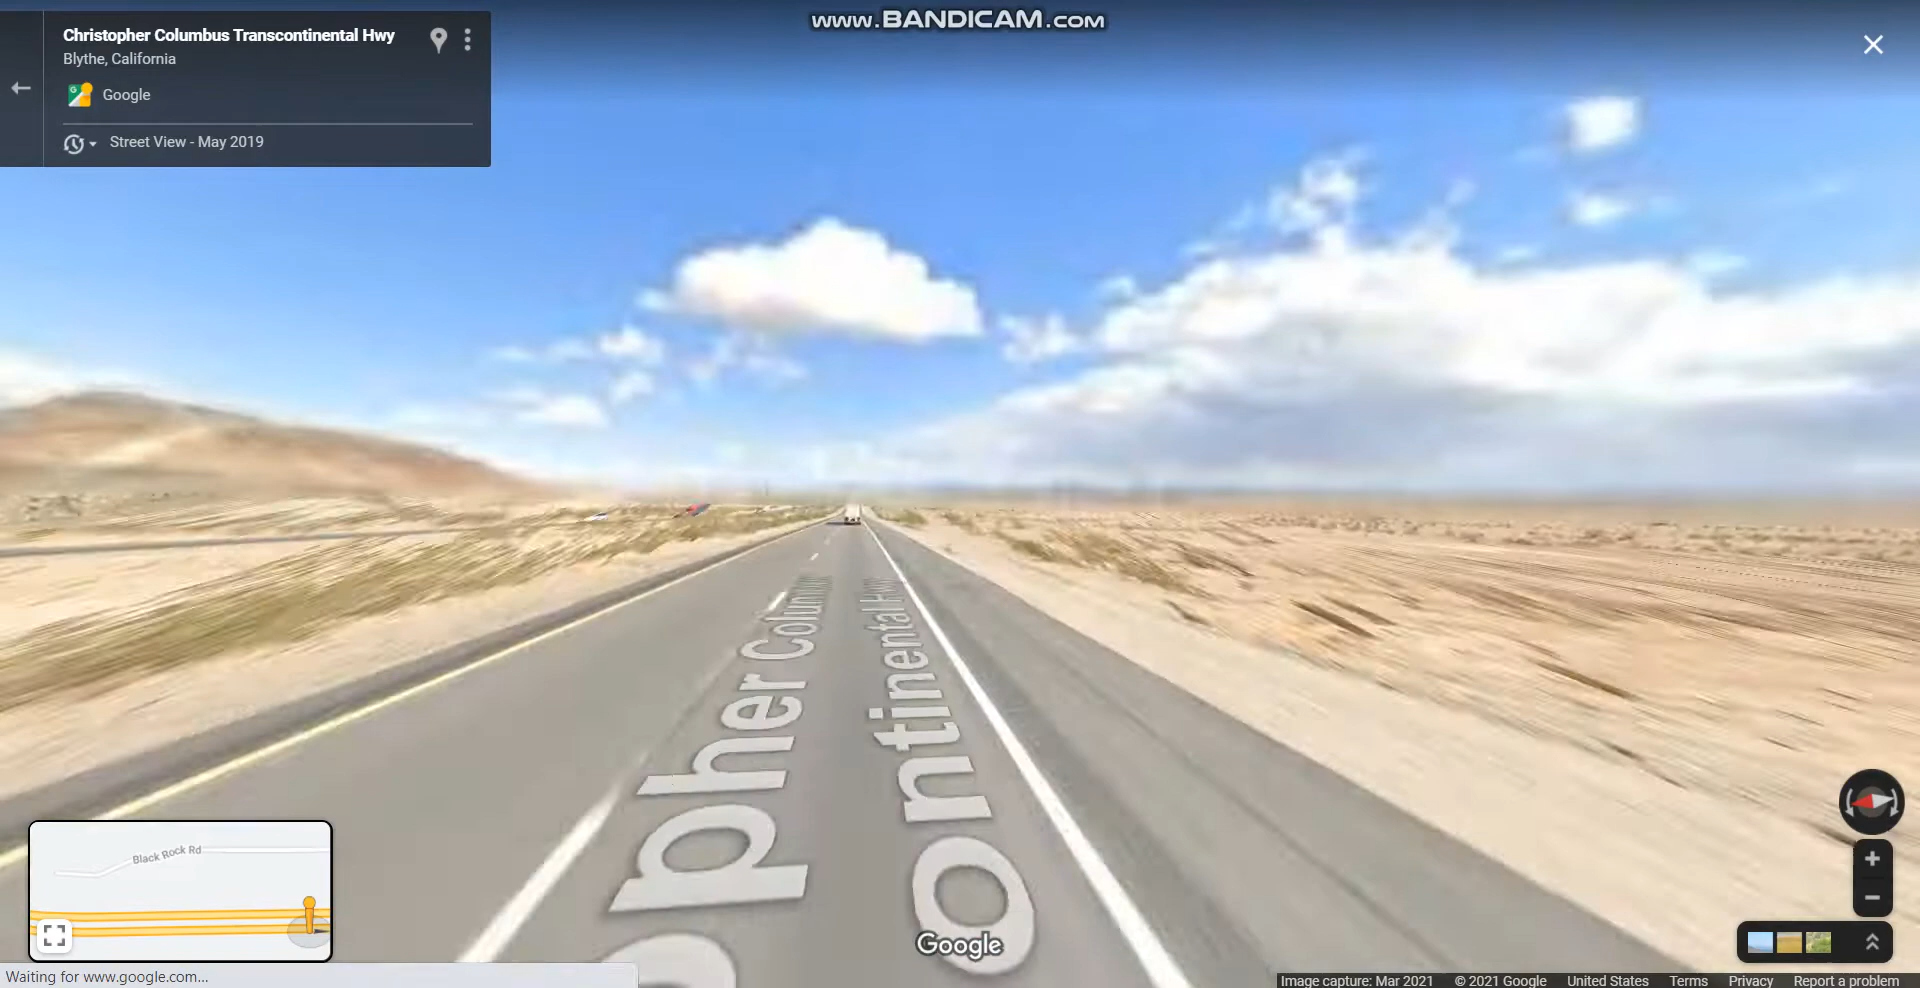 www.BANDICAM.com
Christopher Columbus Transcontinental Hwy
Blythe, California
Google
Street View - May 2019
pher Columbus
ontinental Hwy
Black Rock Rd
Google
Waiting for www.google.com...
Image capture: Mar 2021 © 2021 Google United States Terms Privacy Report a problem